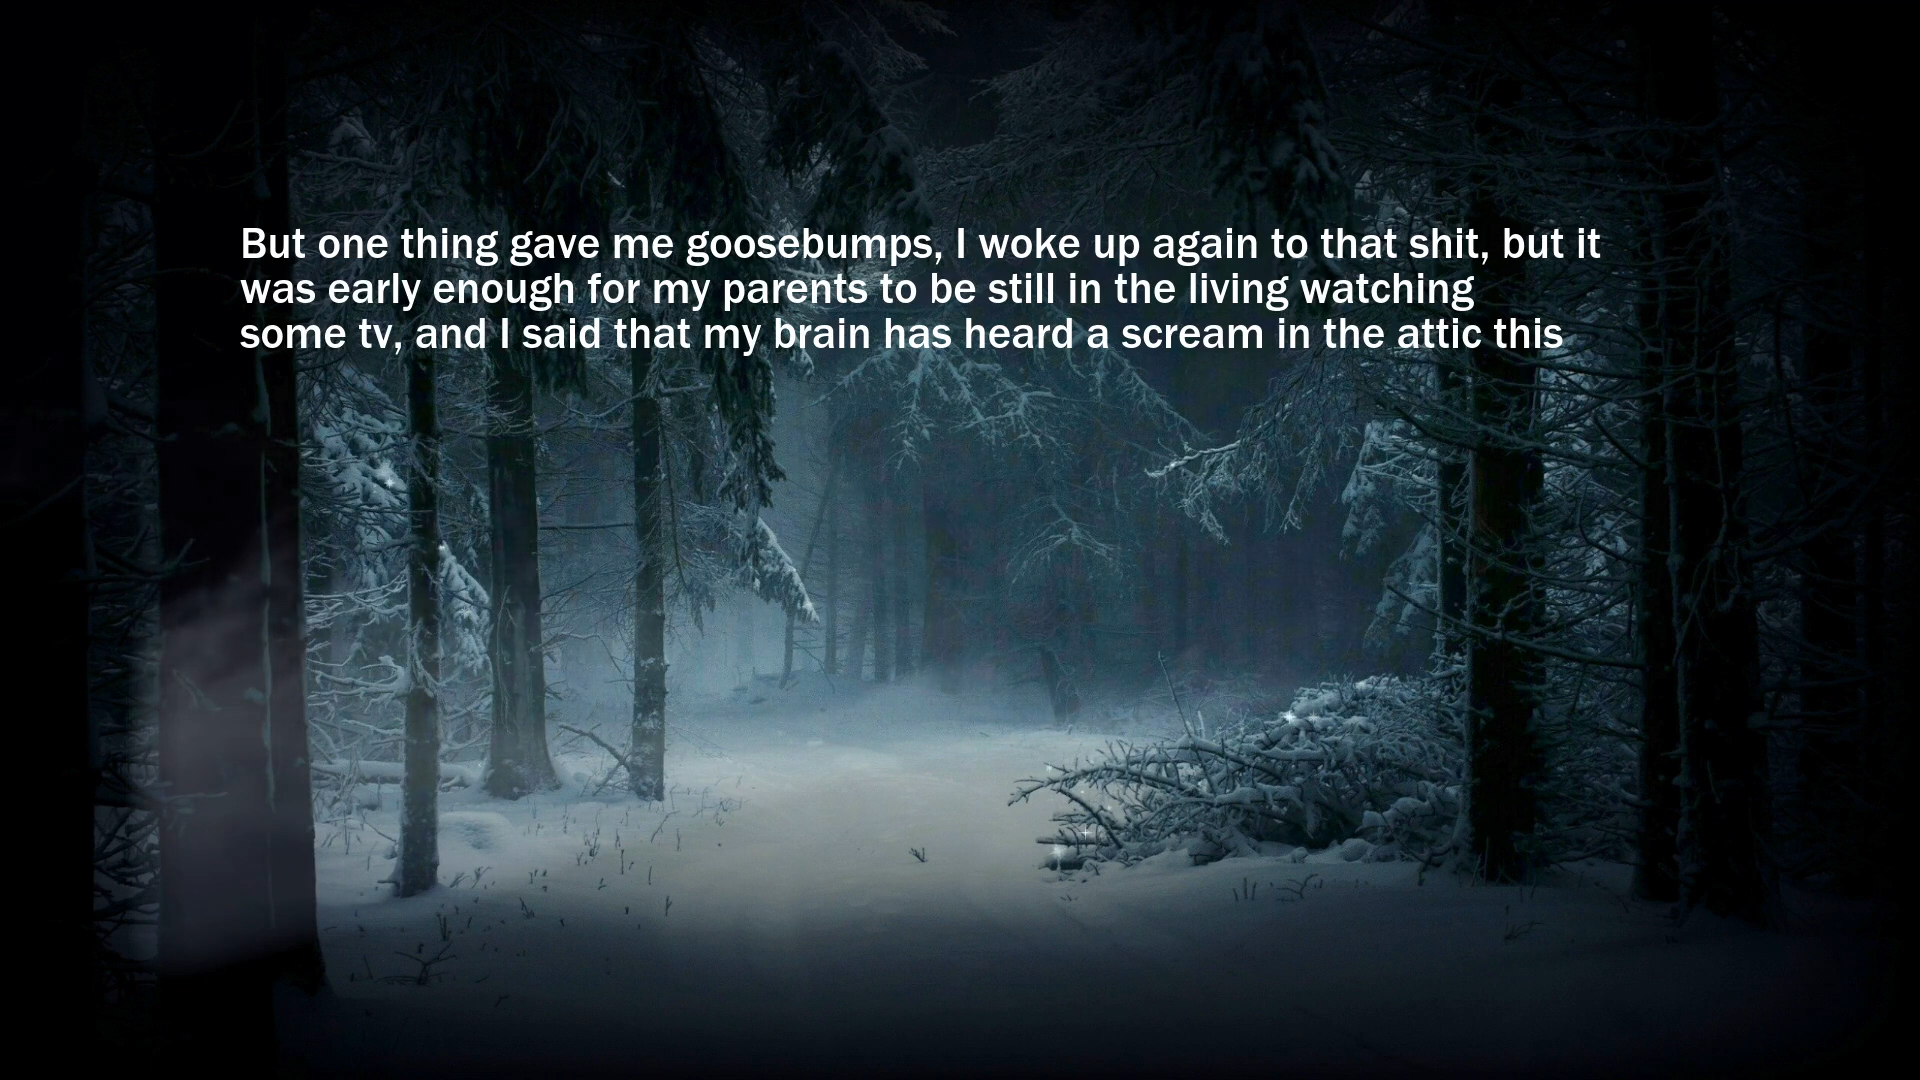 But one thing gave me goosebumps, I woke up again to that shit, but it
was early enough for my parents to be still in the living watching
some tv, and I said that my brain has heard a scream in the attic this